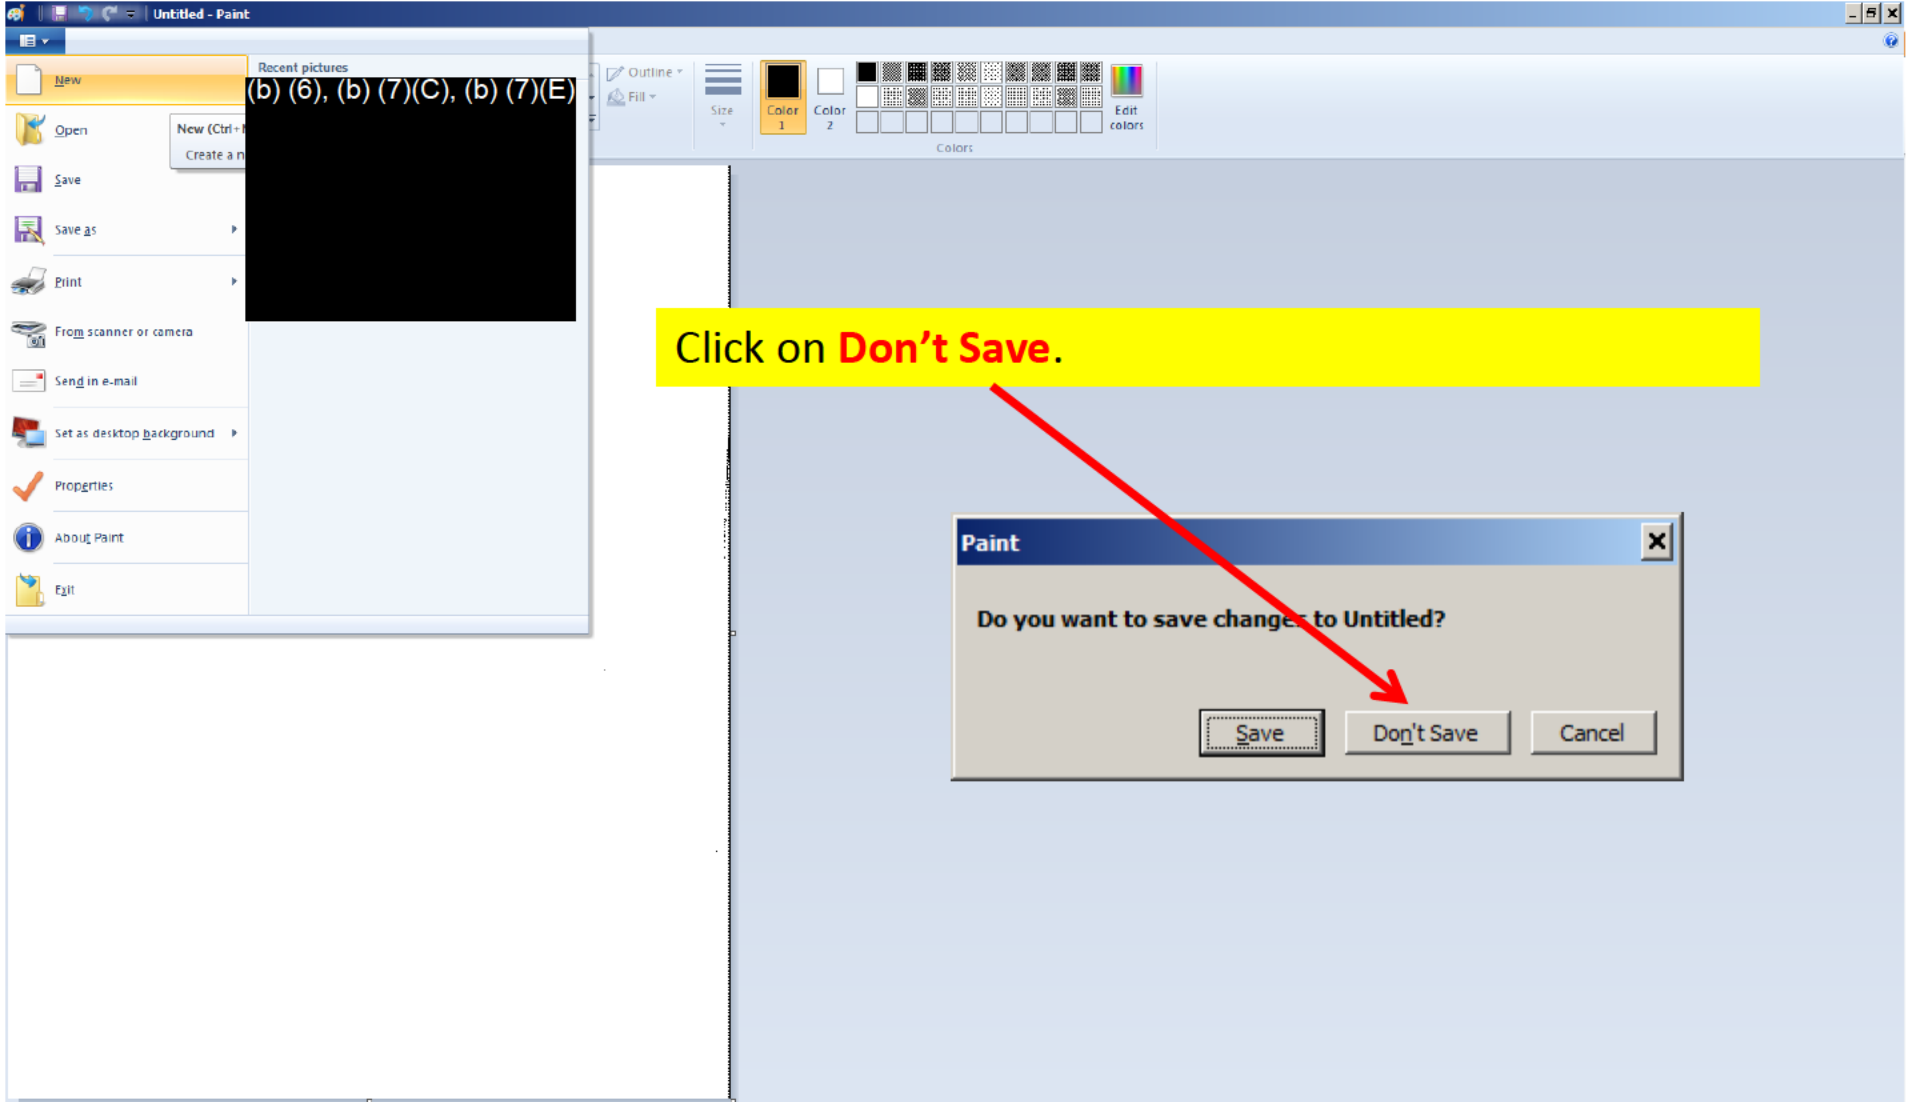 Untitled - Paint
New
Recent pictures
(b) (6), (b) (7)(C), (b) (7)(E)
Outline
Fill
Size
Color
1
Color
2
Edit
colors
Colors
Open
New (Ctrl+
Create a n
Save
Save as
Print
From scanner or camera
Click on Don’t Save.
Send in e-mail
Set as desktop background
Properties
About Paint
Exit
Paint
Do you want to save changes to Untitled?
Save
Don't Save
Cancel